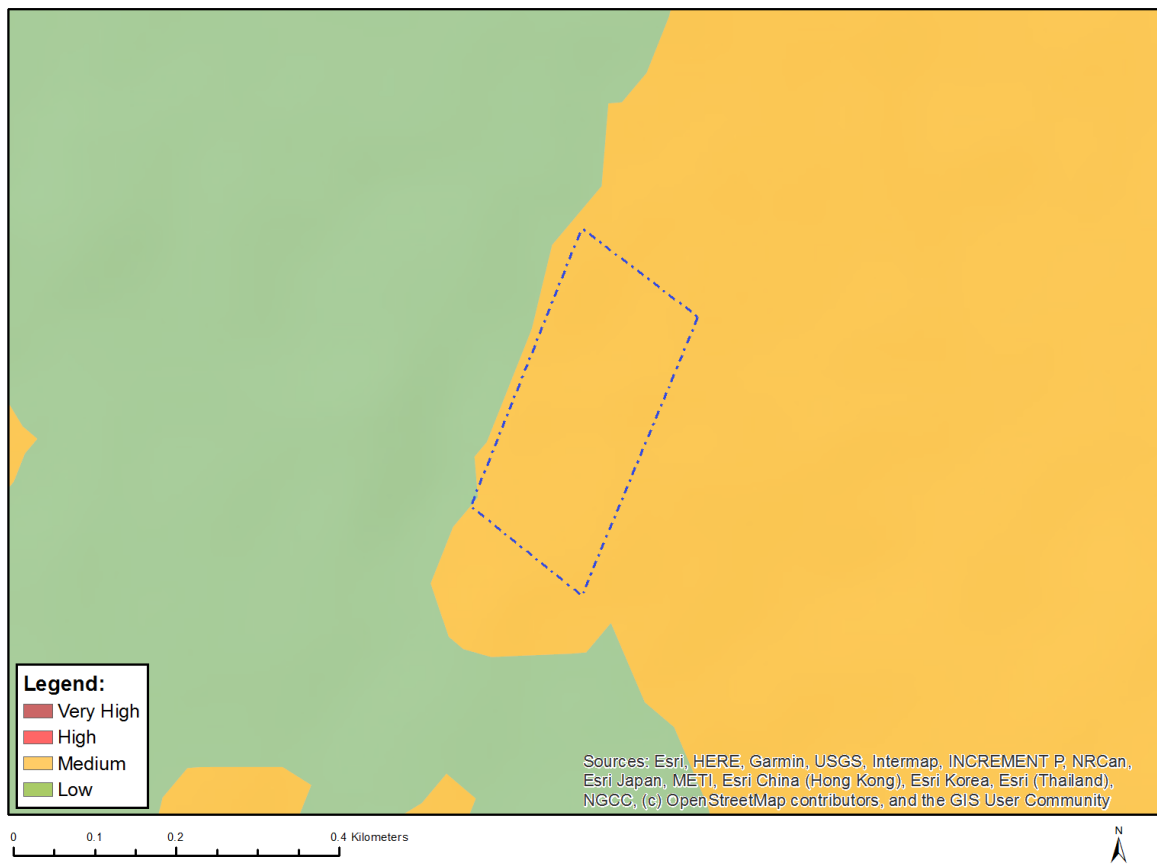 Legend:
Very High
High
Medium
Low
Sources: Esri, HERE, Garmin, USGS, Intermap, INCREMENT P, NRCan,
Esri Japan, METI, Esri China (Hong Kong), Esri Korea, Esri (Thailand),
NGCC, (c) OpenStreetMap contributors, and the GIS User Community
0 0.1 0.2 0.4 Kilometers
N